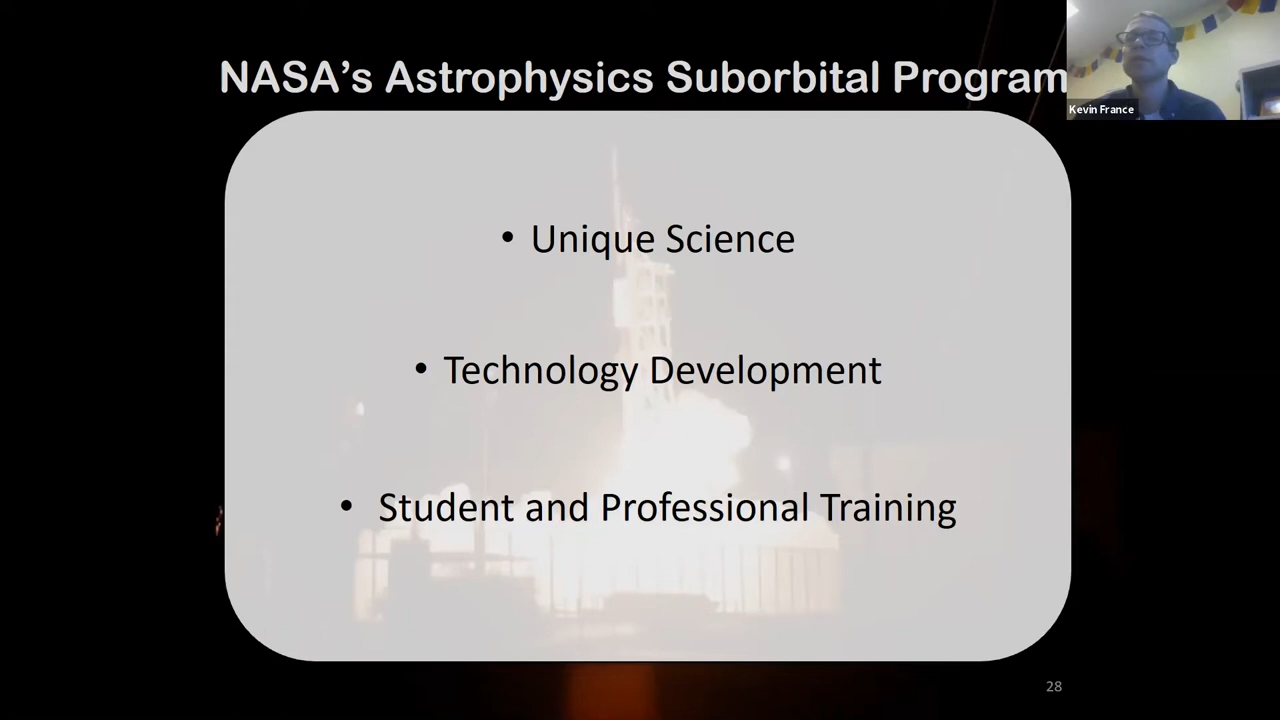 NASA's Astrophysics Suborbital Program
Kevin France
• Unique Science
• Technology Development
• Student and Professional Training
28